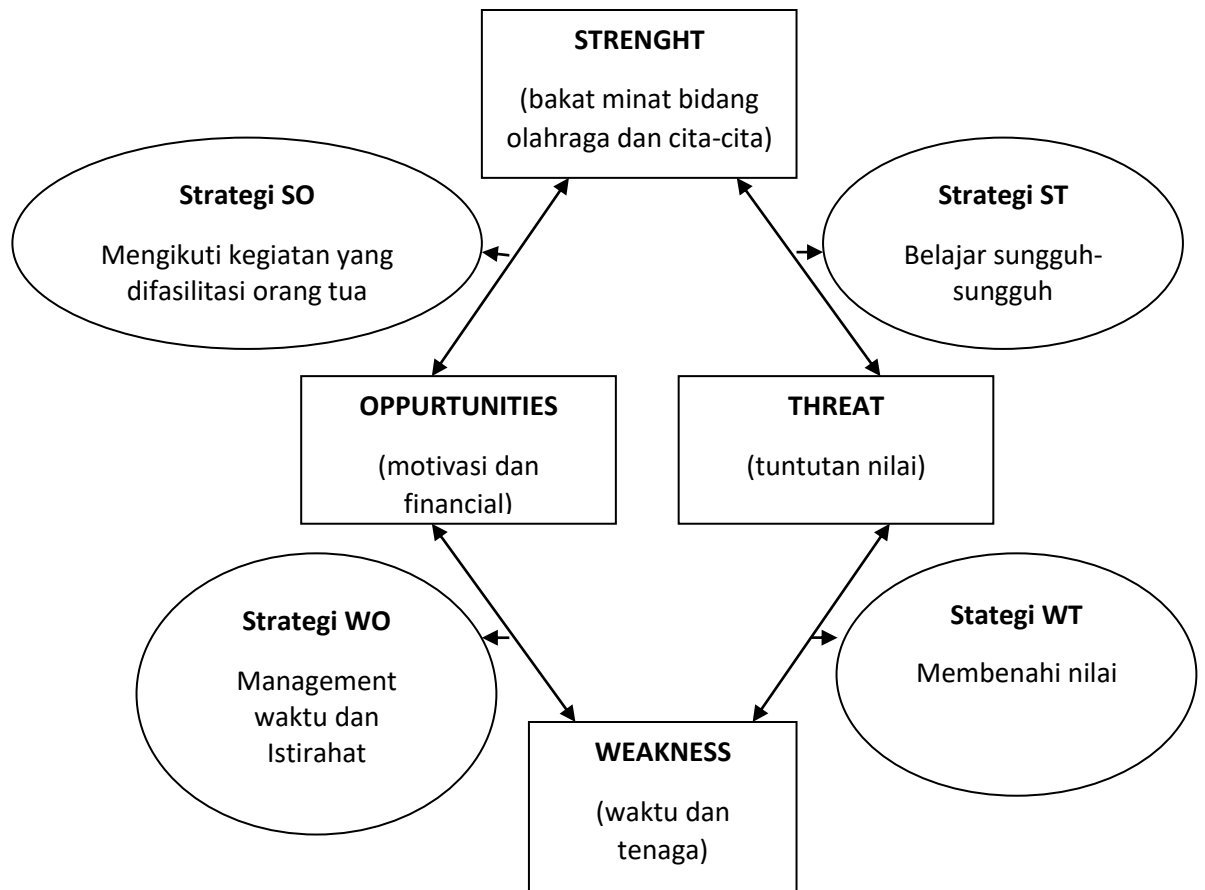 STRENGHT
(bakat minat bidang
olahraga dan cita-cita)
Strategi SO
Mengikuti kegiatan yang
difasilitasi orang tua
Strategi ST
Belajar sungguh-
sungguh
OPPURTUNITIES
(motivasi dan
financial)
THREAT
(tuntutan nilai)
Strategi WO
Management
waktu dan
Istirahat
Stategi WT
Membenahi nilai
WEAKNESS
(waktu dan
tenaga)